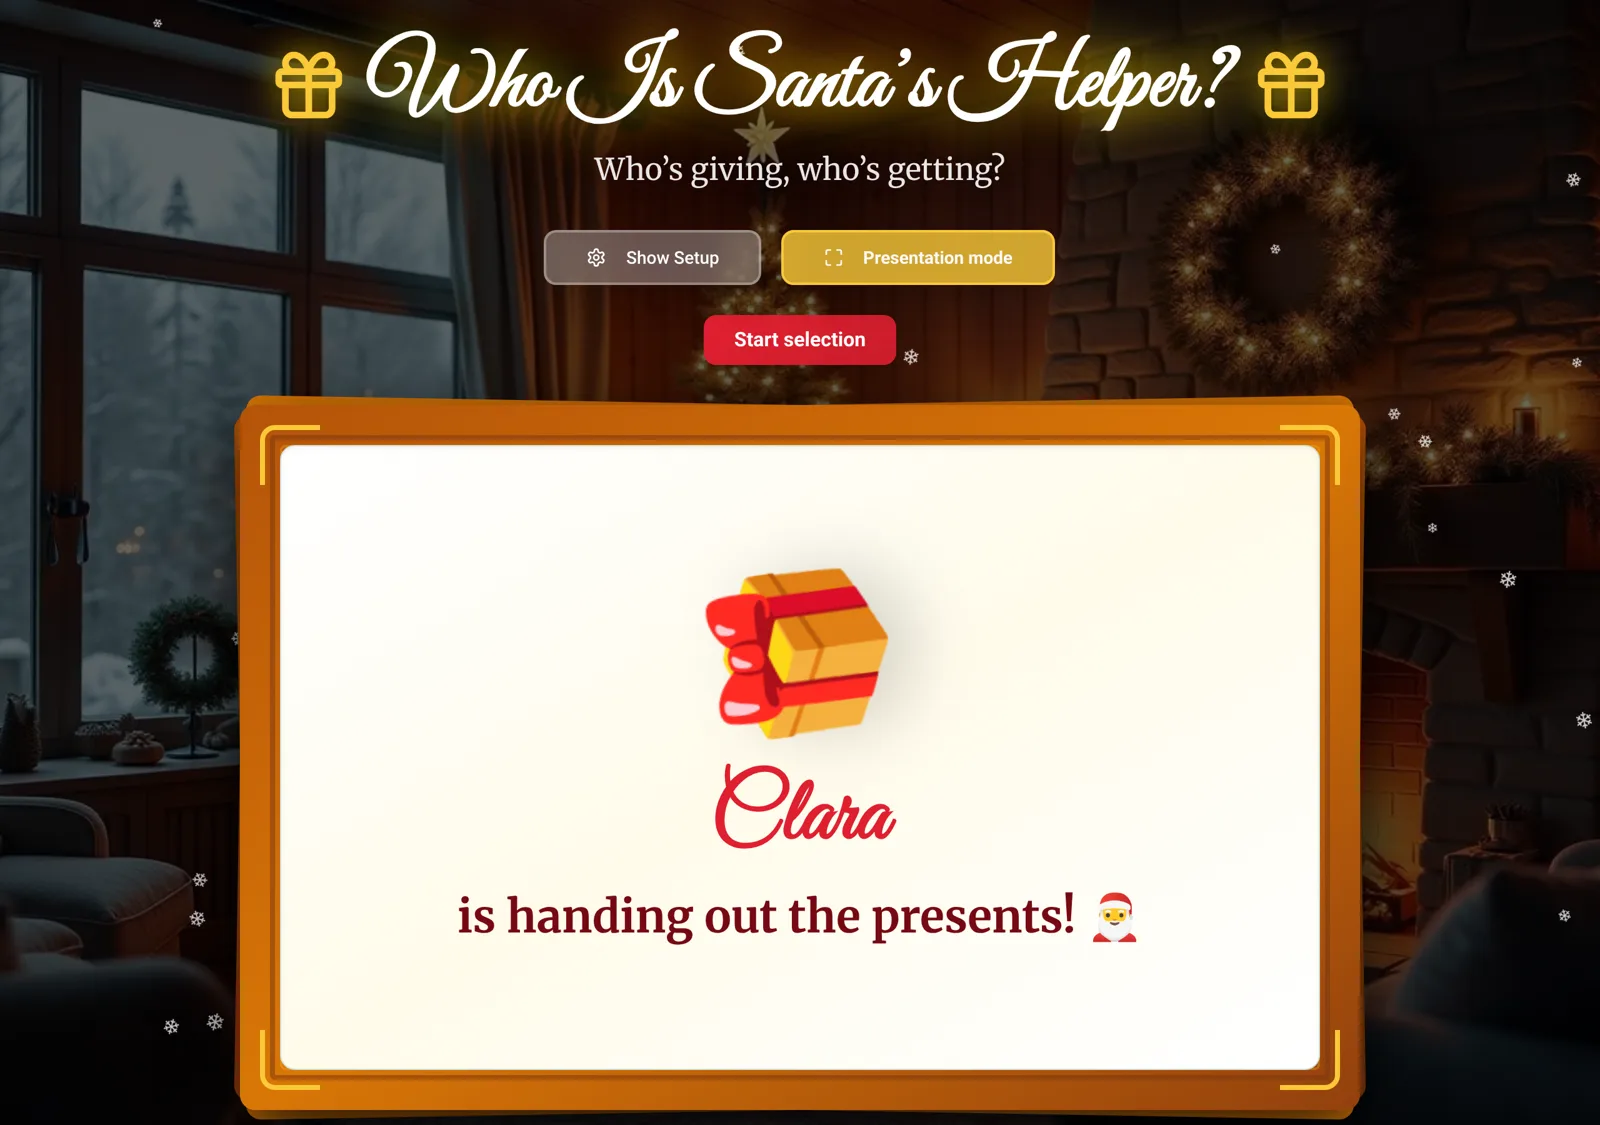 Who Is Santa’s Helper?
Who’s giving, who’s getting?
Show Setup
Presentation mode
Start selection
Clara
is handing out the presents! 🎅